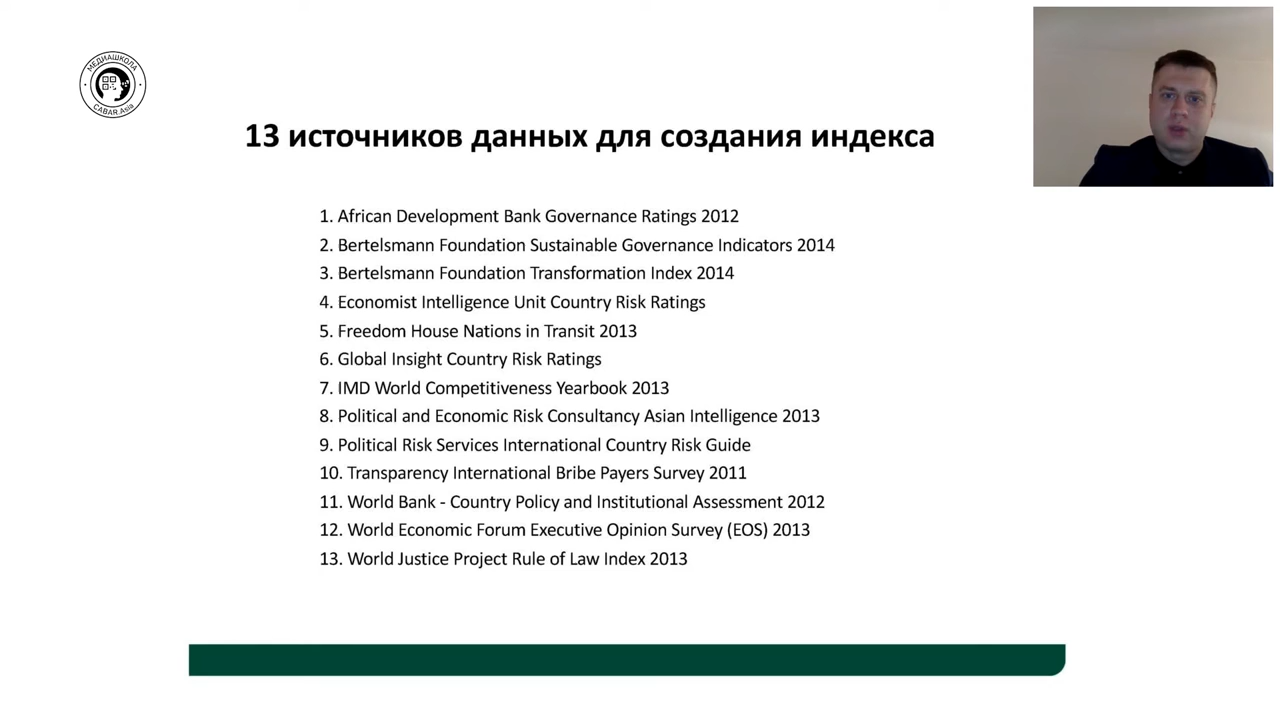 МЕДИАШКОЛА
CABAR.Asia
13 источников данных для создания индекса
1. African Development Bank Governance Ratings 2012
2. Bertelsmann Foundation Sustainable Governance Indicators 2014
3. Bertelsmann Foundation Transformation Index 2014
4. Economist Intelligence Unit Country Risk Ratings
5. Freedom House Nations in Transit 2013
6. Global Insight Country Risk Ratings
7. IMD World Competitiveness Yearbook 2013
8. Political and Economic Risk Consultancy Asian Intelligence 2013
9. Political Risk Services International Country Risk Guide
10. Transparency International Bribe Payers Survey 2011
11. World Bank - Country Policy and Institutional Assessment 2012
12. World Economic Forum Executive Opinion Survey (EOS) 2013
13. World Justice Project Rule of Law Index 2013